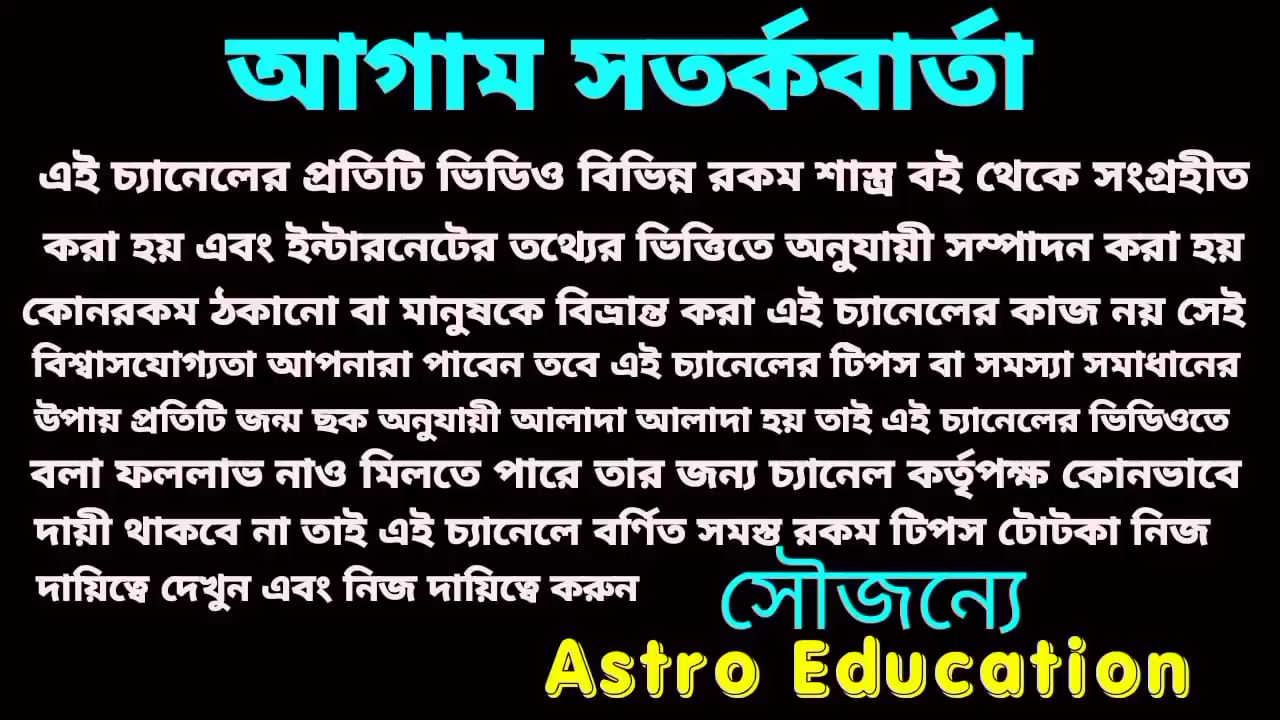 আগাম সতর্কবার্তা
এই চ্যানেলের প্রতিটি ভিডিও বিভিন্ন রকম শাস্ত্র বই থেকে সংগ্রহীত
করা হয় এবং ইন্টারনেটের তথ্যের ভিত্তিতে অনুযায়ী সম্পাদন করা হয়
কোনরকম ঠকানো বা মানুষকে বিভ্রান্ত করা এই চ্যানেলের কাজ নয় সেই
বিশ্বাসযোগ্যতা আপনারা পাবেন তবে এই চ্যানেলের টিপস বা সমস্যা সমাধানের
উপায় প্রতিটি জন্ম ছক অনুযায়ী আলাদা আলাদা হয় তাই এই চ্যানেলের ভিডিওতে
বলা ফললাভ নাও মিলতে পারে তার জন্য চ্যানেল কর্তৃপক্ষ কোনভাবে
দায়ী থাকবে না তাই এই চ্যানেলে বর্ণিত সমস্ত রকম টিপস টোটকা নিজ
দায়িত্বে দেখুন এবং নিজ দায়িত্বে করুন
সৌজন্যে
Astro Education